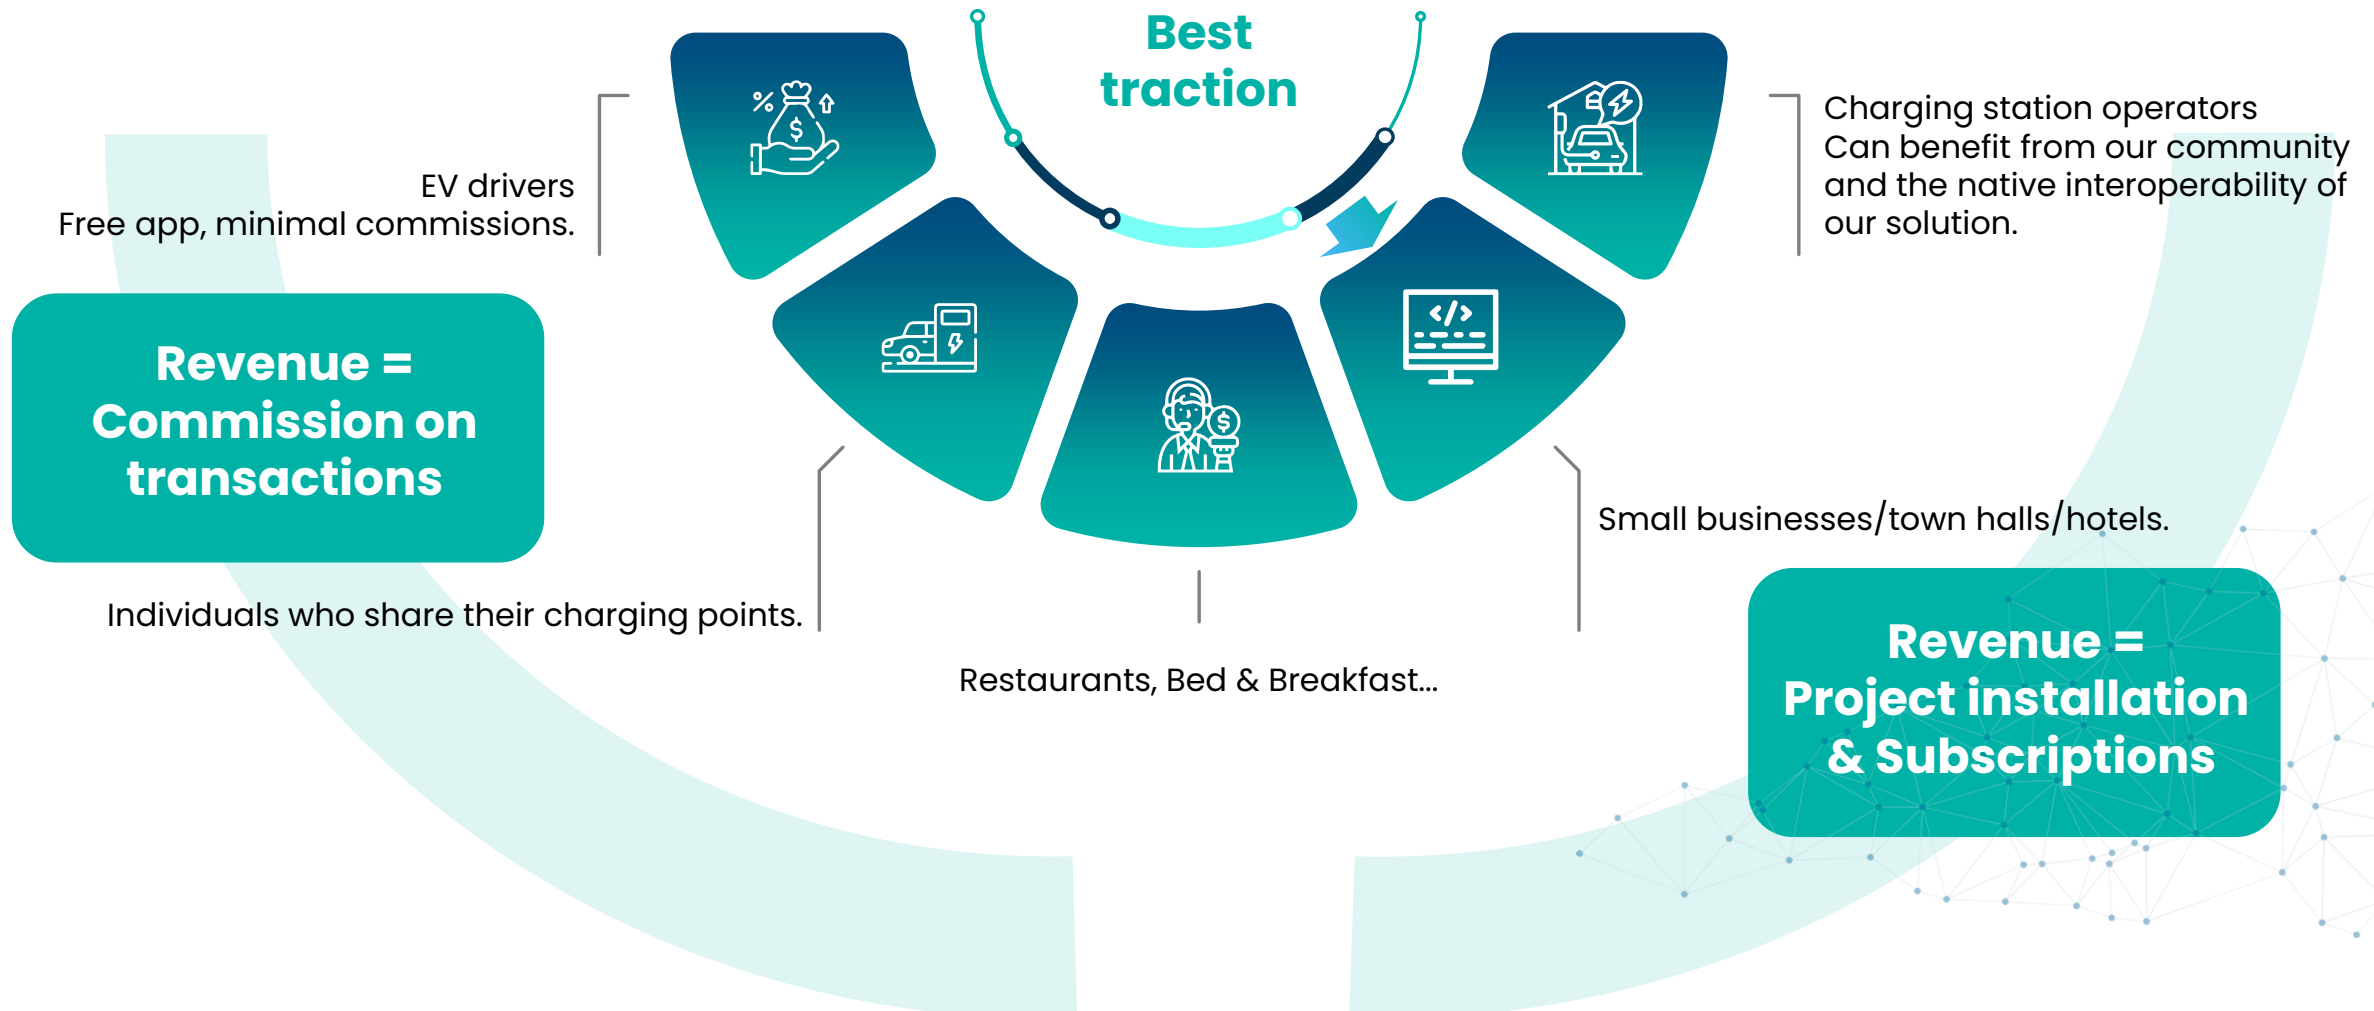 Best
traction
EV drivers
Free app, minimal commissions.
Charging station operators
Can benefit from our community
and the native interoperability of
our solution.
Revenue =
Commission on
transactions
Individuals who share their charging points.
Restaurants, Bed & Breakfast...
Small businesses/town halls/hotels.
Revenue =
Project installation
& Subscriptions